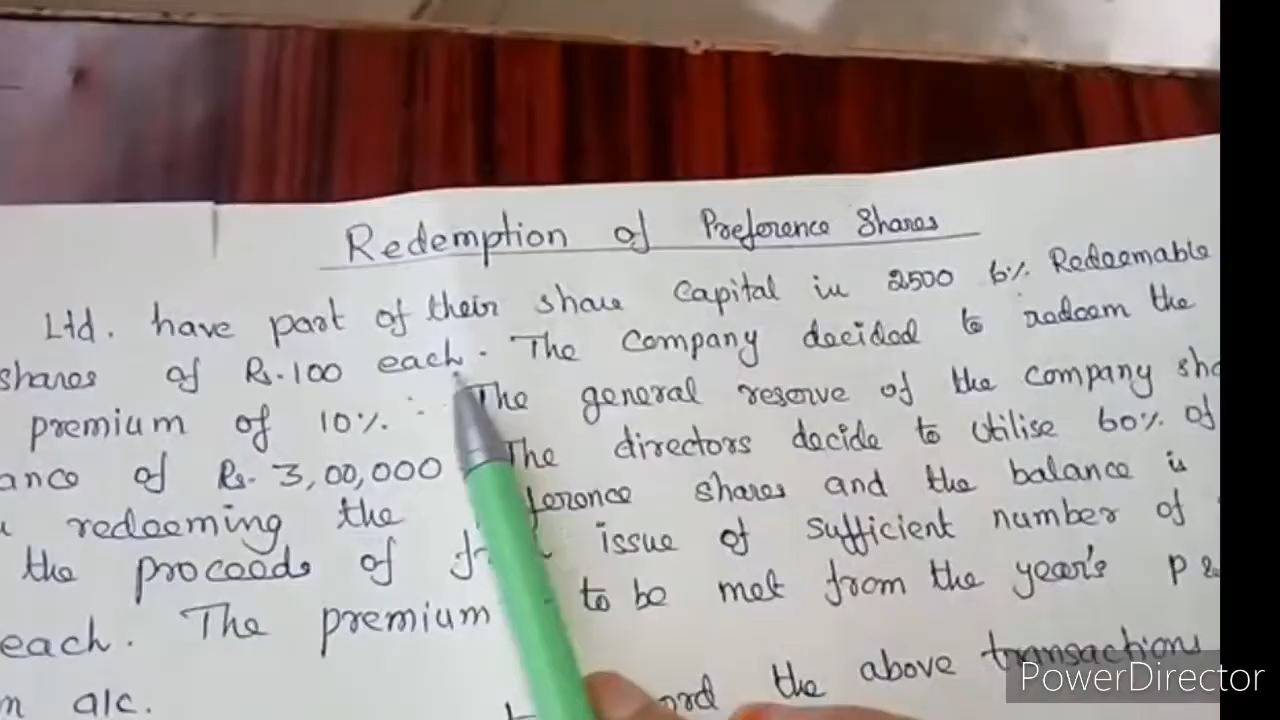 Redemption of Preference Shares
Ltd. have part of their share capital in 2500 6% Redeemable
shares of Rs.100 each. The company decided to redeem the
premium of 10%. The general reserve of the company sho
ance of Rs. 3,00,000 The directors decide to utilise 60% of
redeeming the ference shares and the balance is
the proceeds of issue of sufficient number of
each. The premium to be met from the year's P &
m a/c. ord the above transactions
PowerDirector